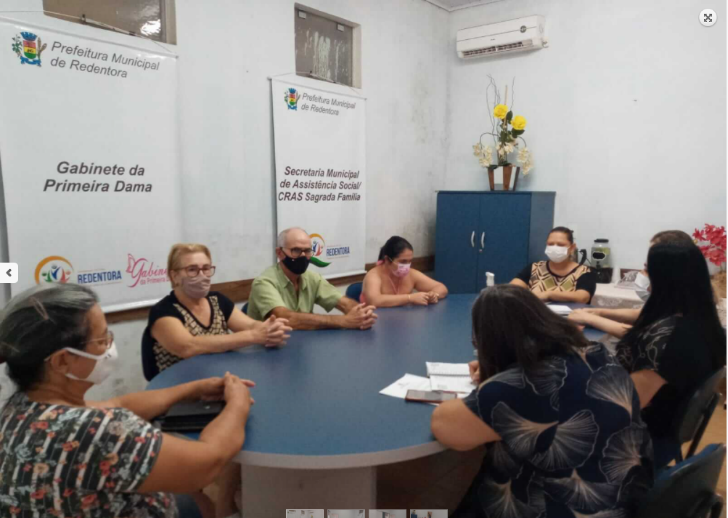 Prefeitura Municipal
de Redentora
Gabinete da
Primeira Dama
REDENTORA
Prefeitura Municipal
de Redentora
Secretaria Municipal
de Assistência Social/
CRAS Sagrada Família
REDENTORA